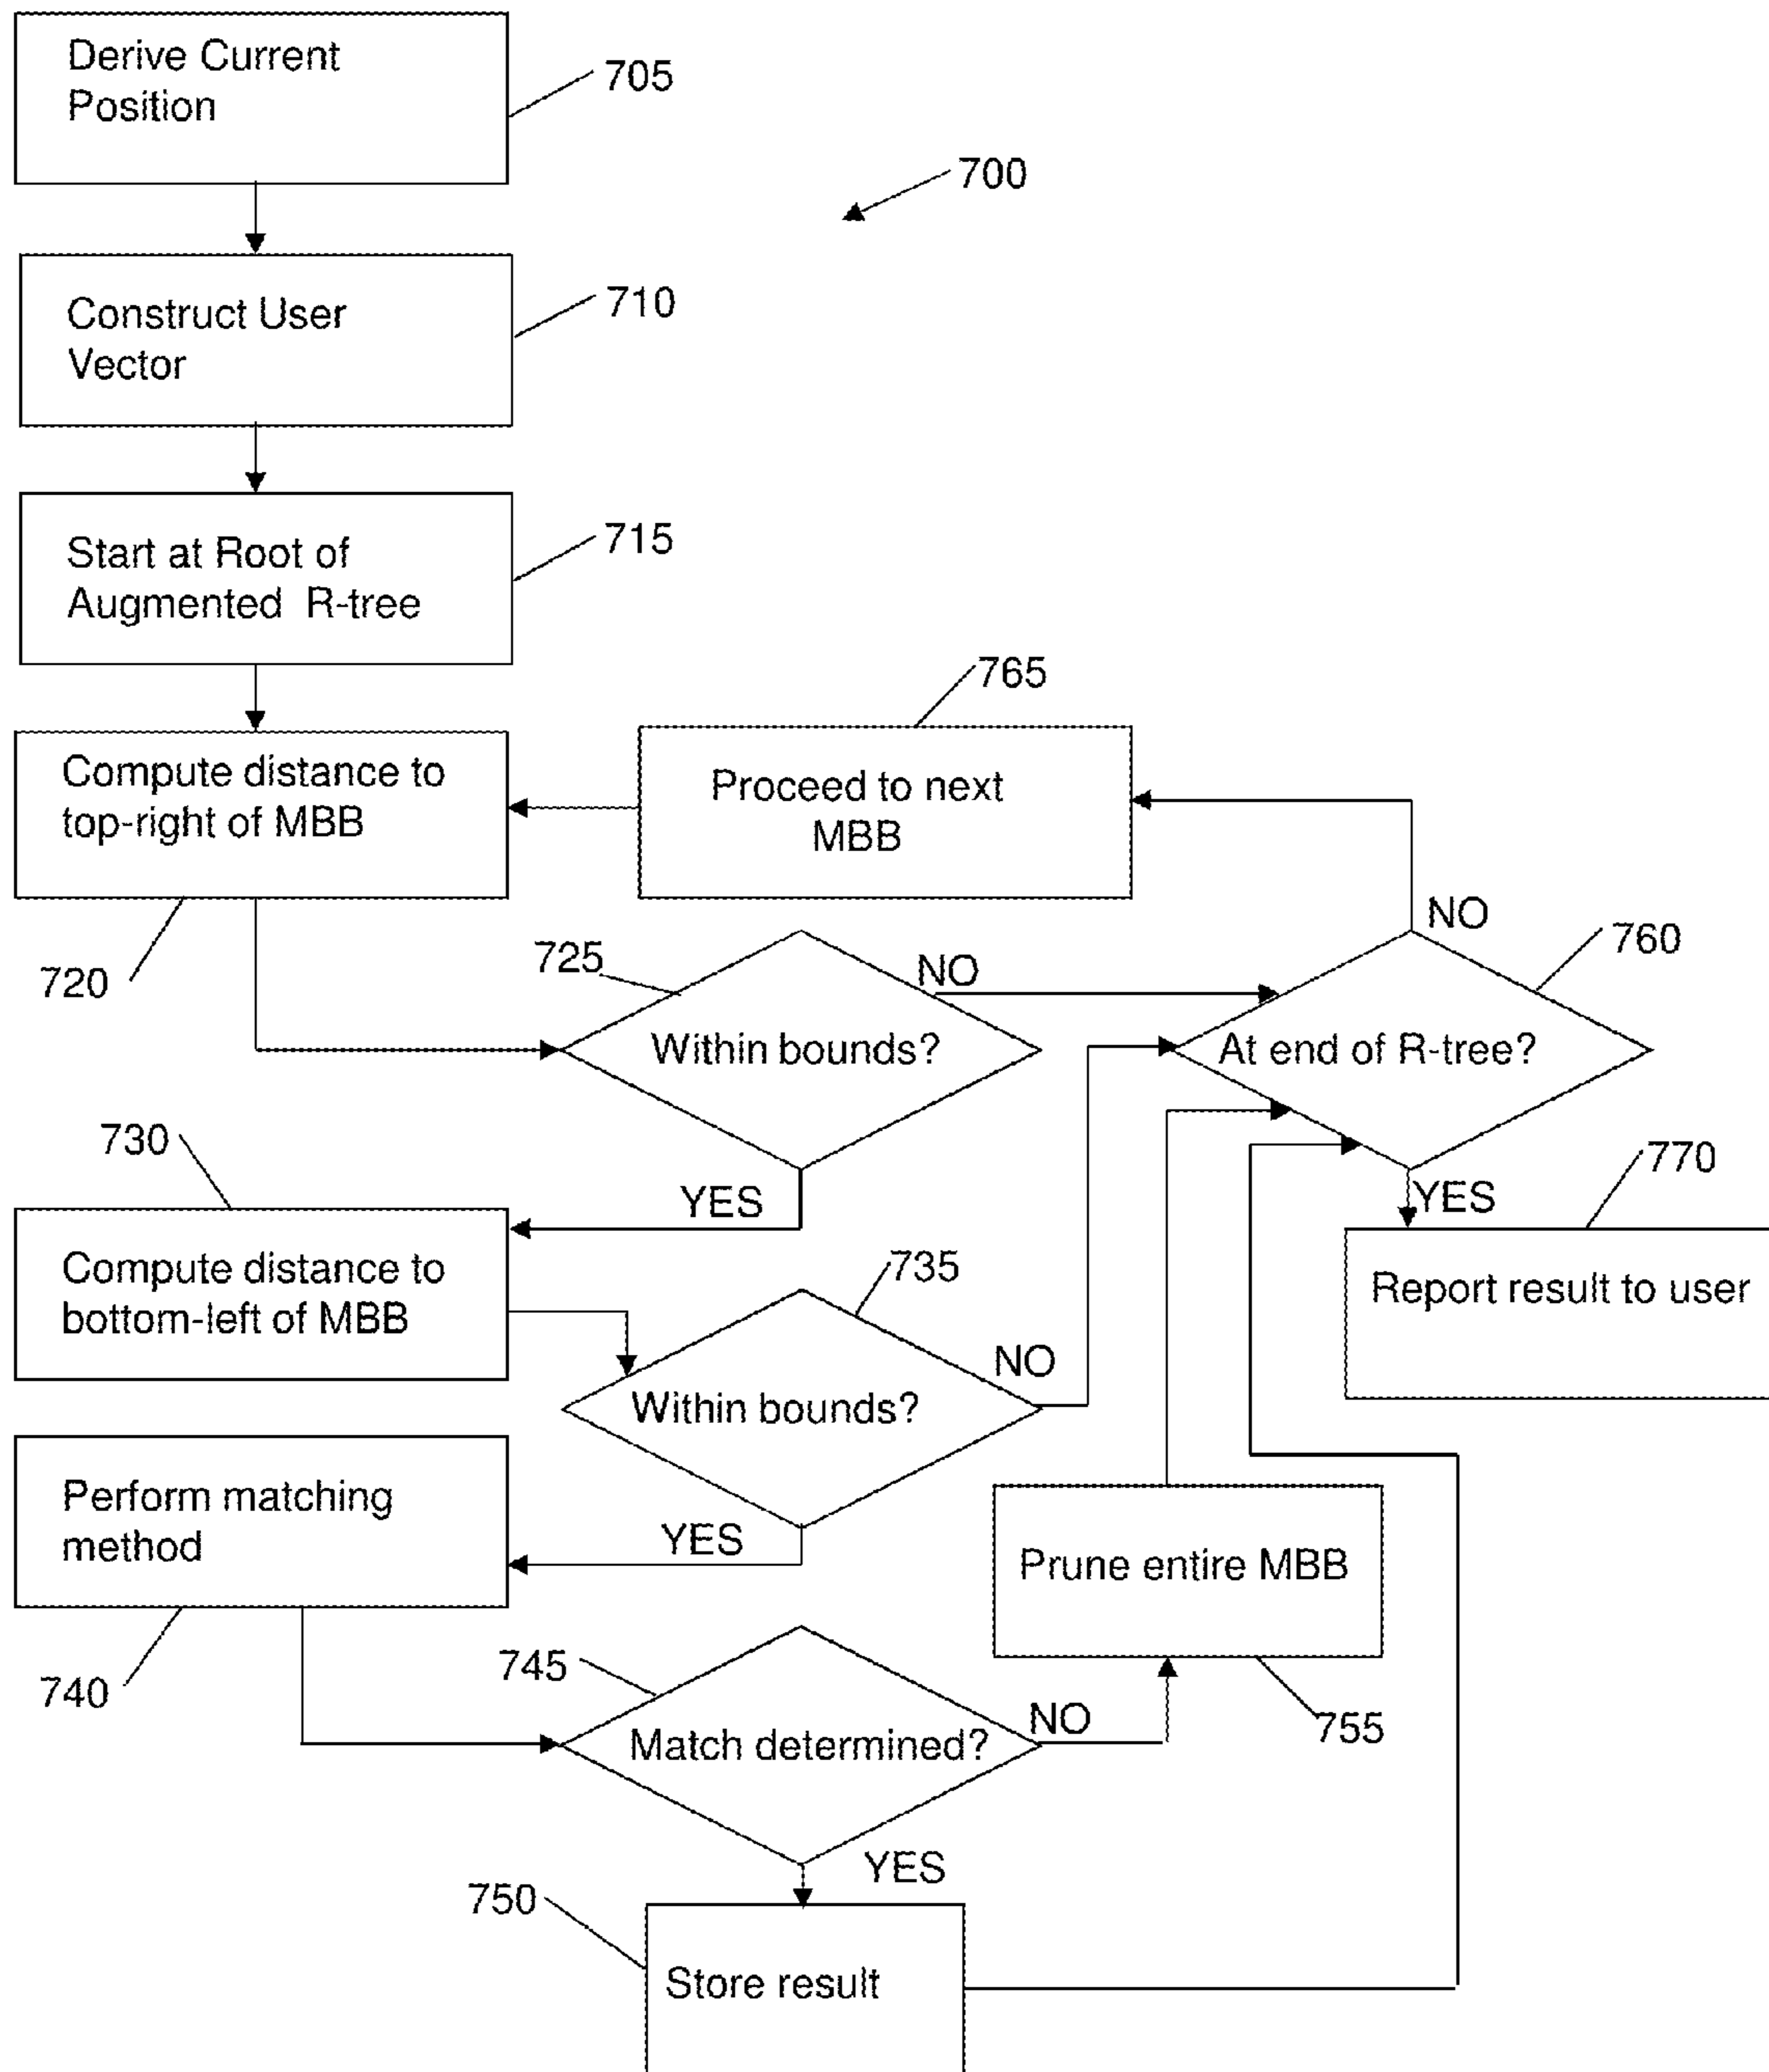 Derive Current
Position
705
700
Construct User
Vector
710
Start at Root of
Augmented R-tree
715
765
Compute distance to
top-right of MBB
Proceed to next
MBB
720
725
NO
NO
760
Within bounds?
At end of R-tree?
730
YES
YES
770
Compute distance to
bottom-left of MBB
735
Report result to user
Within bounds?
NO
Perform matching
method
YES
Prune entire MBB
740
745
Match determined?
NO
755
YES
750
Store result